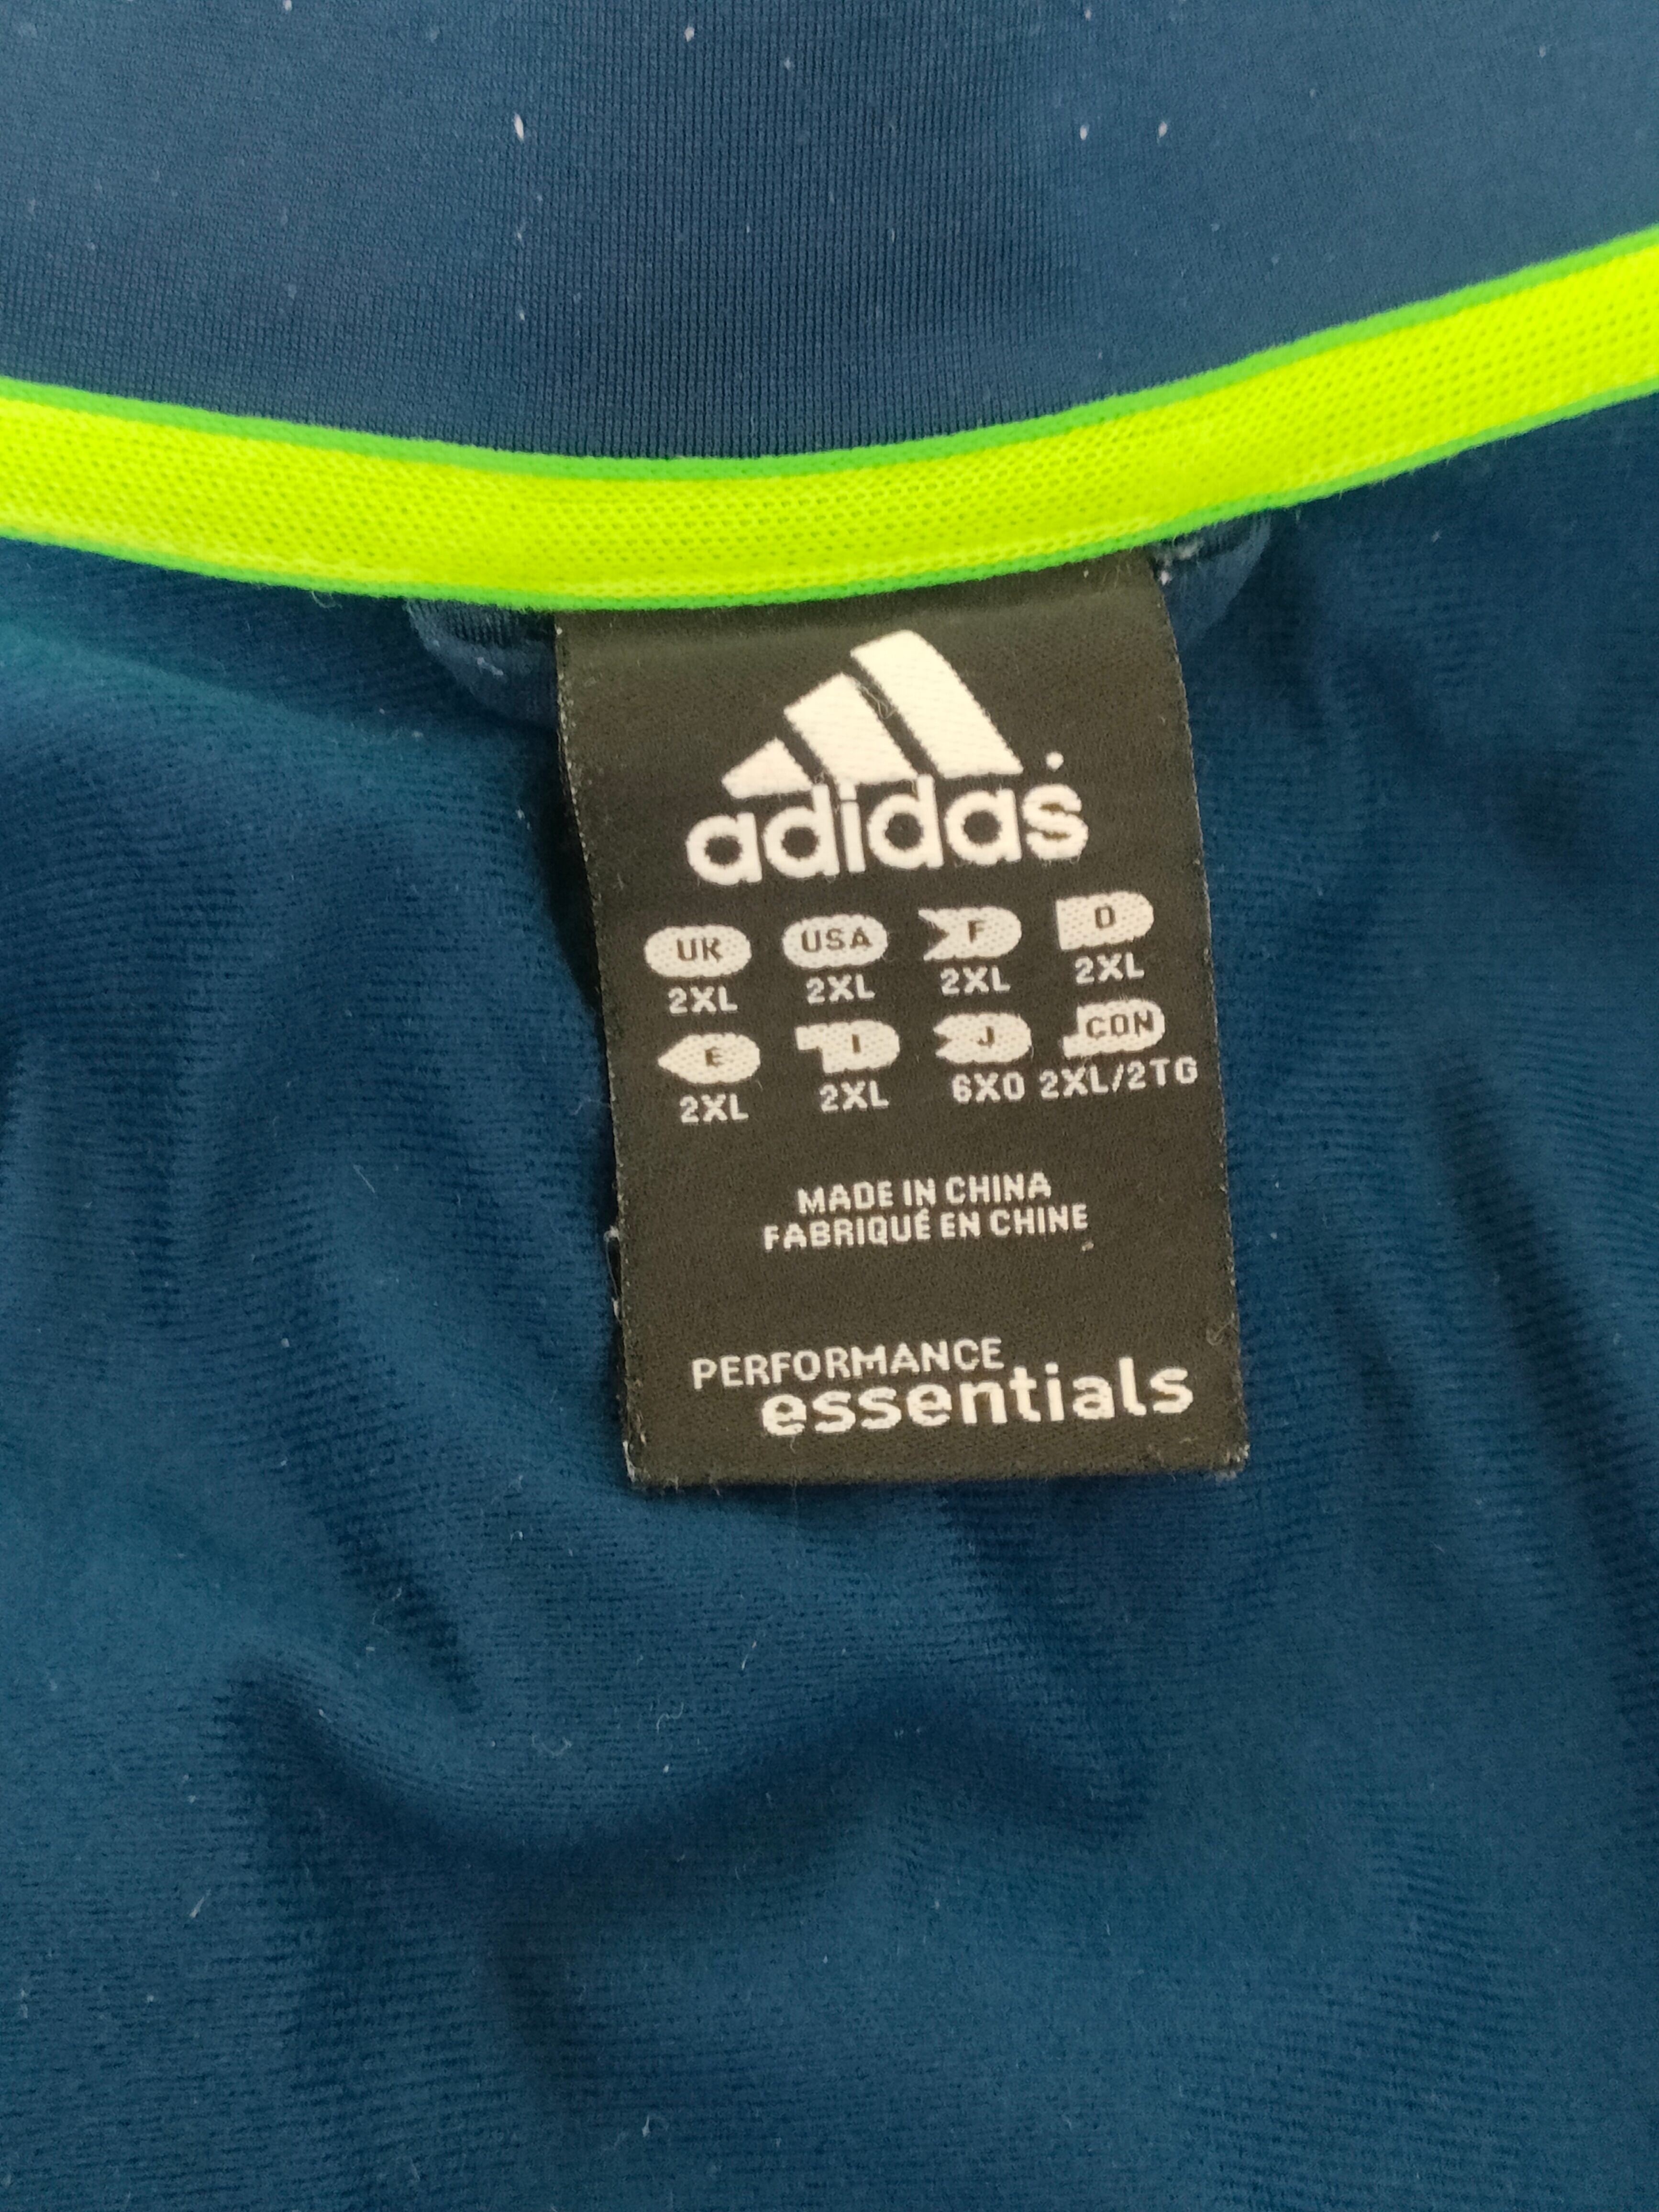 adidas
UK USA F D
2XL 2XL 2XL 2XL
E I J CON
2XL 2XL 6XO 2XL/2TG
MADE IN CHINA
FABRIQUÉ EN CHINE
PERFORMANCE
essentials